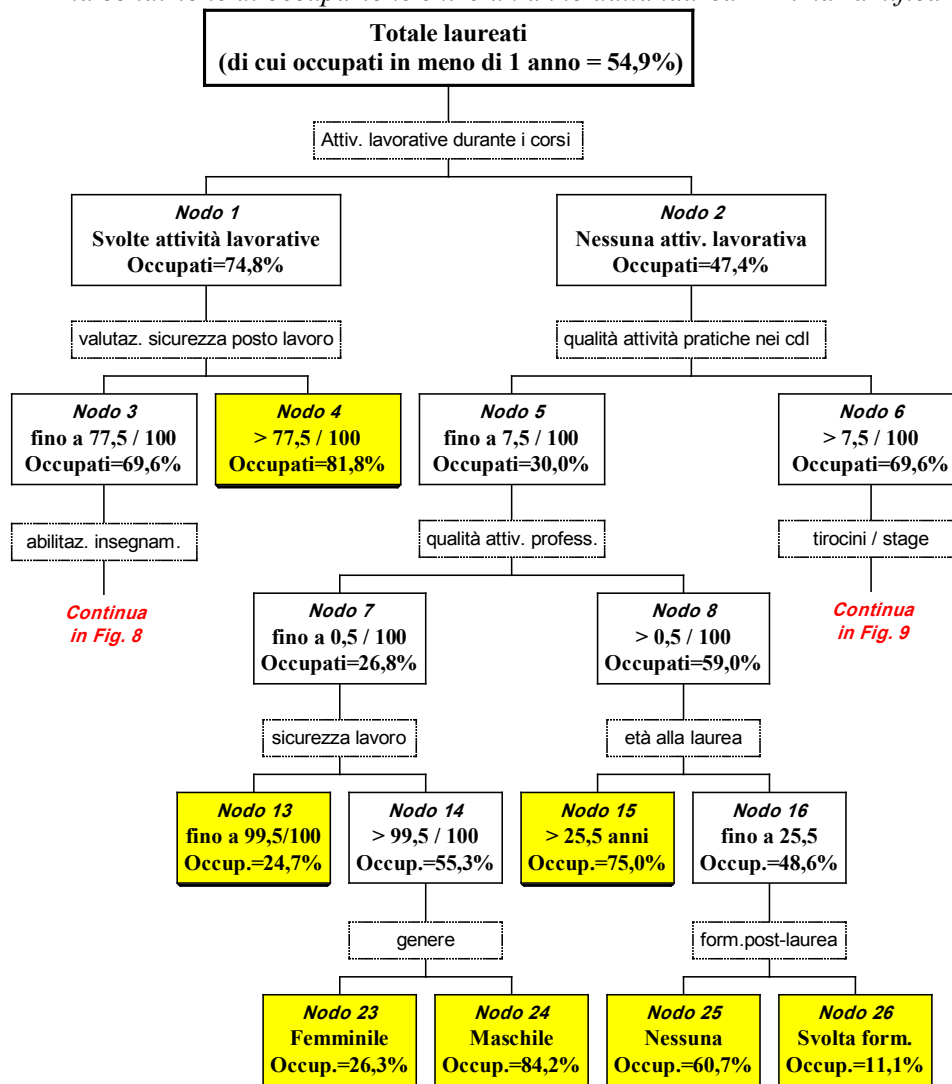 Totale laureati
(di cui occupati in meno di 1 anno = 54,9%)
Attiv. lavorative durante i corsi
Nodo 1
Svolte attività lavorative
Occupati=74,8%
Nodo 2
Nessuna attiv. lavorativa
Occupati=47,4%
valutaz. sicurezza posto lavoro
qualità attività pratiche nei cdl
Nodo 3
fino a 77,5 / 100
Occupati=69,6%
Nodo 4
> 77,5 / 100
Occupati=81,8%
Nodo 5
fino a 7,5 / 100
Occupati=30,0%
Nodo 6
> 7,5 / 100
Occupati=69,6%
abilitaz. insegnam.
qualità attiv. profess.
tirocini / stage
Continua
in Fig. 8
Nodo 7
fino a 0,5 / 100
Occupati=26,8%
Nodo 8
> 0,5 / 100
Occupati=59,0%
Continua
in Fig. 9
sicurezza lavoro
età alla laurea
Nodo 13
fino a 99,5/100
Occup.=24,7%
Nodo 14
> 99,5 / 100
Occup.=55,3%
Nodo 15
> 25,5 anni
Occup.=75,0%
Nodo 16
fino a 25,5
Occup.=48,6%
genere
form.post-laurea
Nodo 23
Femminile
Occup.=26,3%
Nodo 24
Maschile
Occup.=84,2%
Nodo 25
Nessuna
Occup.=60,7%
Nodo 26
Svolta form.
Occup.=11,1%